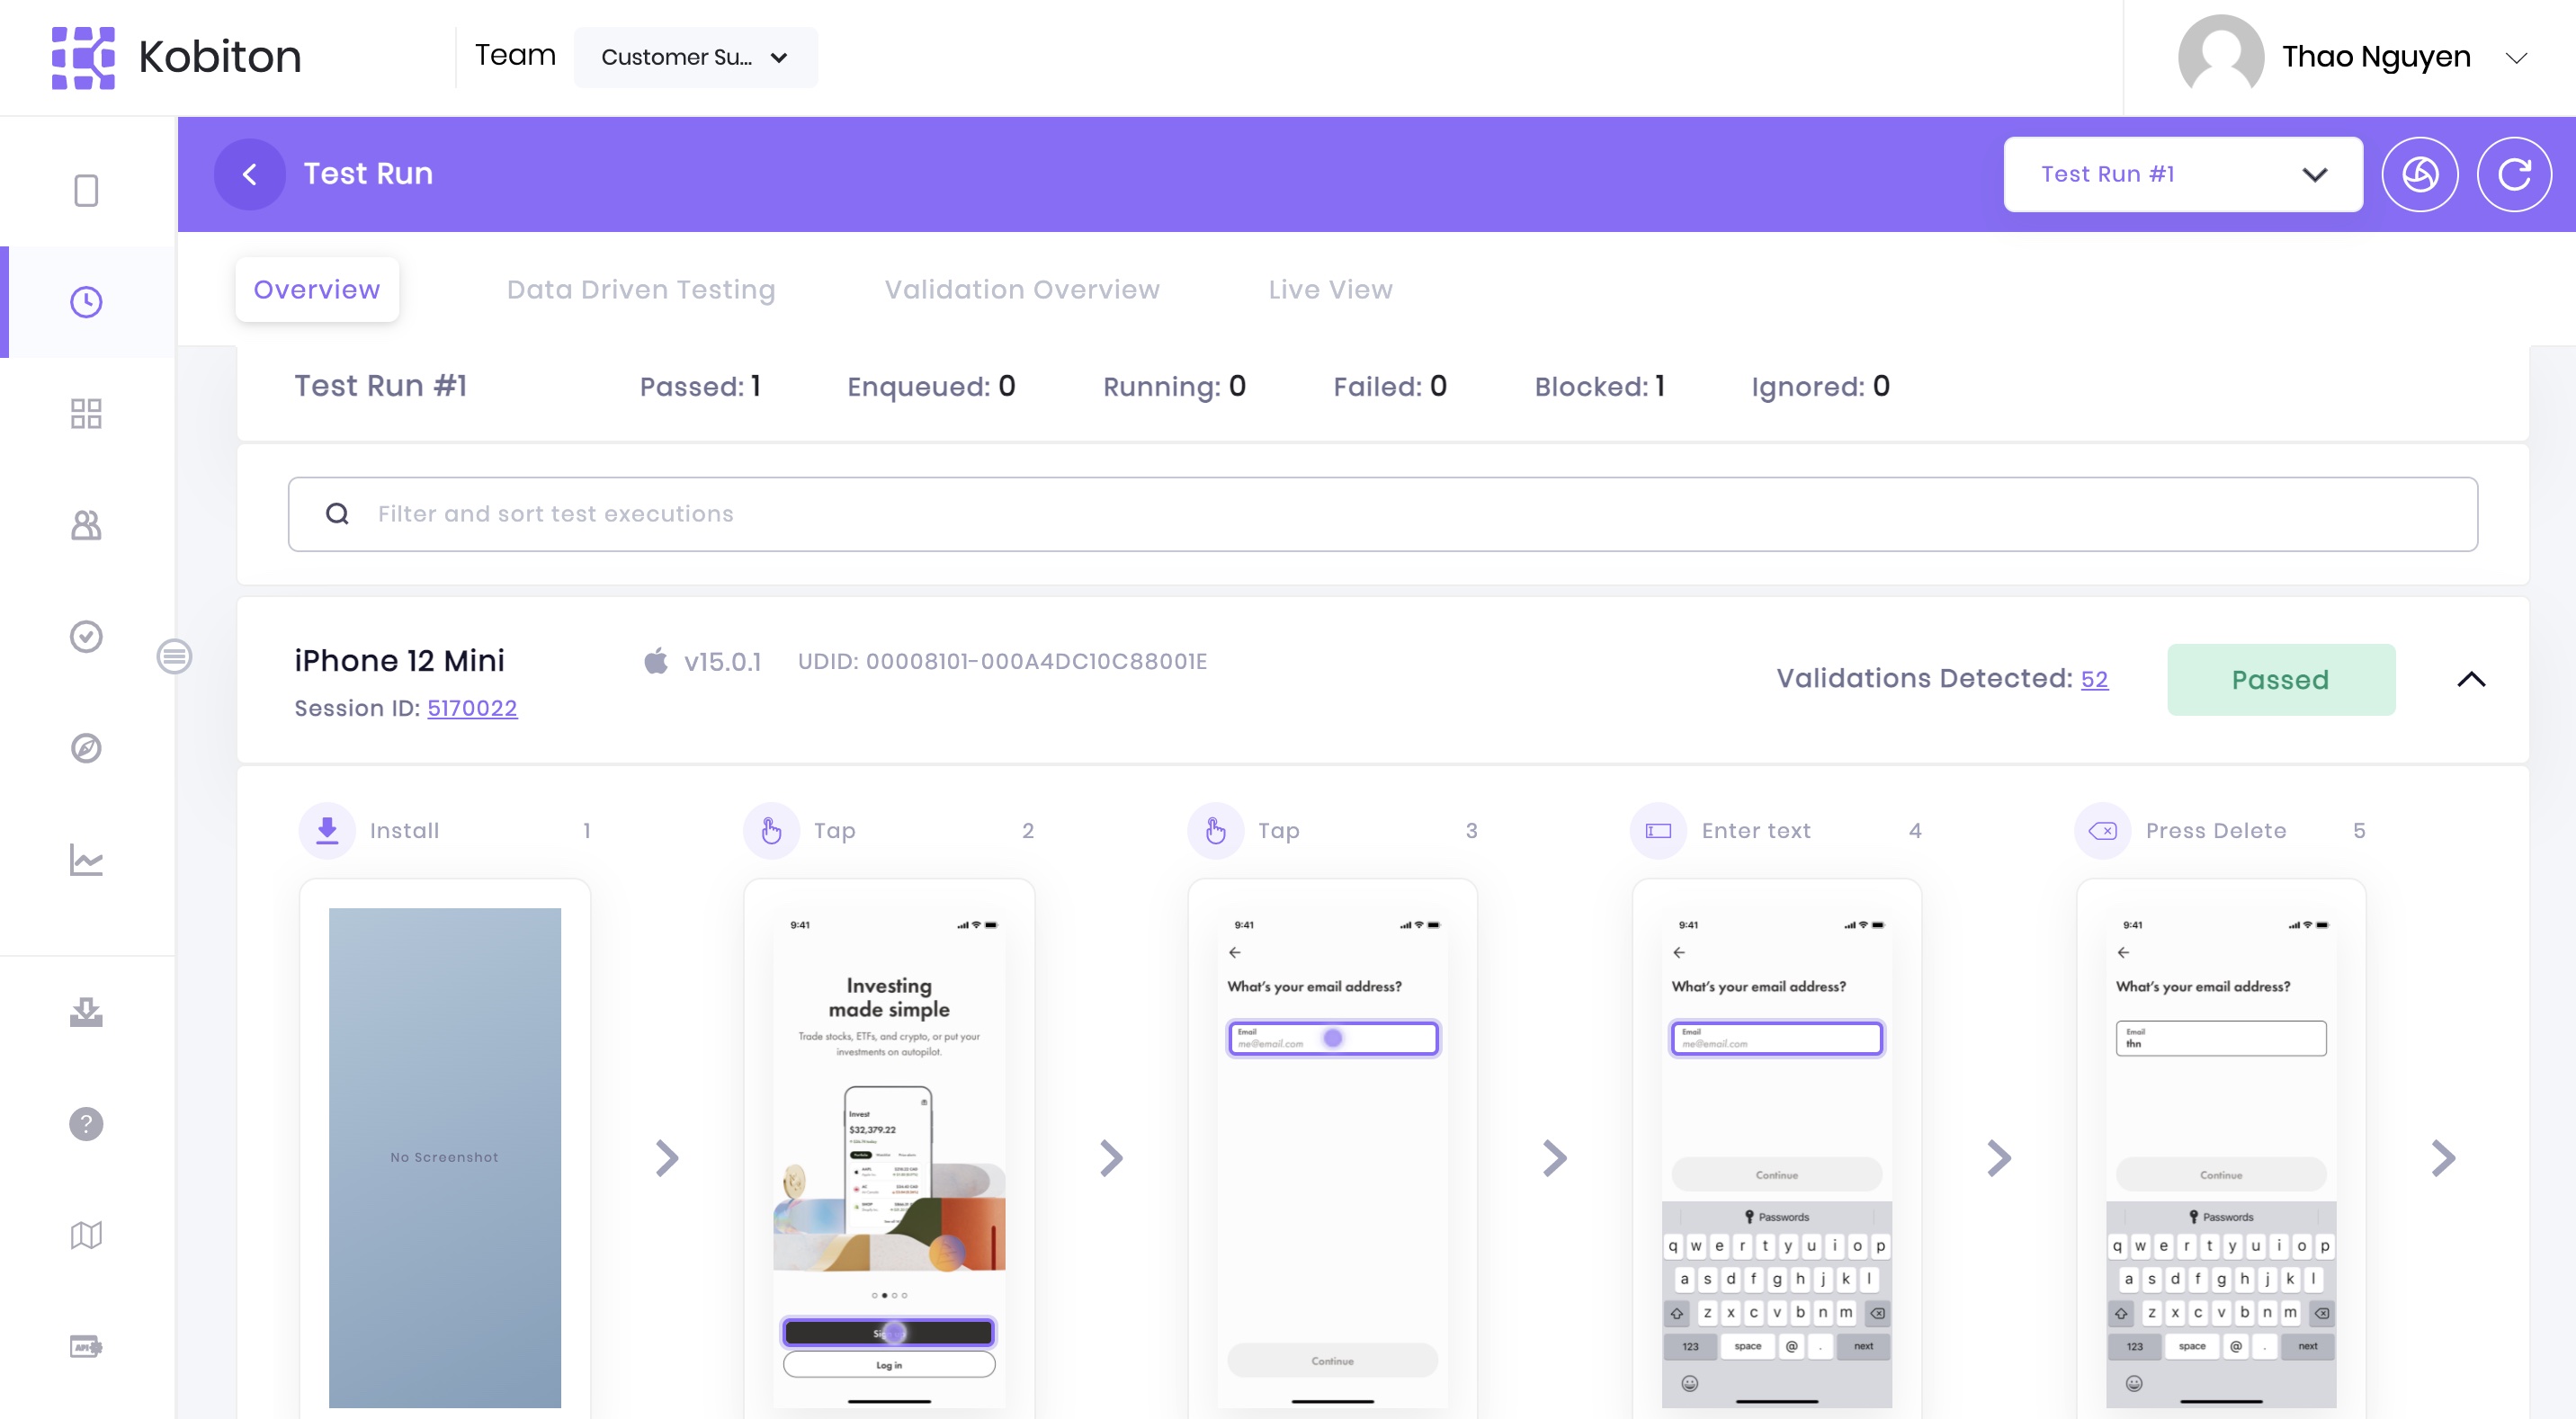 Kobiton
Team
Customer Su...
Thao Nguyen
Test Run
Test Run #1
Overview
Data Driven Testing
Validation Overview
Live View
Test Run #1
Passed: 1
Enqueued: 0
Running: 0
Failed: 0
Blocked: 1
Ignored: 0
Filter and sort test executions
iPhone 12 Mini
v15.0.1
UDID: 00008101-000A4DC10C88001E
Session ID: 5170022
Validations Detected: 52
Passed
Install 1
Tap 2
Tap 3
Enter text 4
Press Delete 5
No Screenshot
9:41
Investing
made simple
Trade stocks, ETFs, and crypto, or put your
investments on autopilot.
Invest
$32,379.22
Log in
9:41
What's your email address?
Email
me@email.com
Continue
9:41
What's your email address?
Email
me@email.com
Continue
Passwords
q w e r t y u i o p
a s d f g h j k l
z x c v b n m
123 space @ . next
9:41
What's your email address?
Email
thn
Continue
Passwords
q w e r t y u i o p
a s d f g h j k l
z x c v b n m
123 space @ . next
API